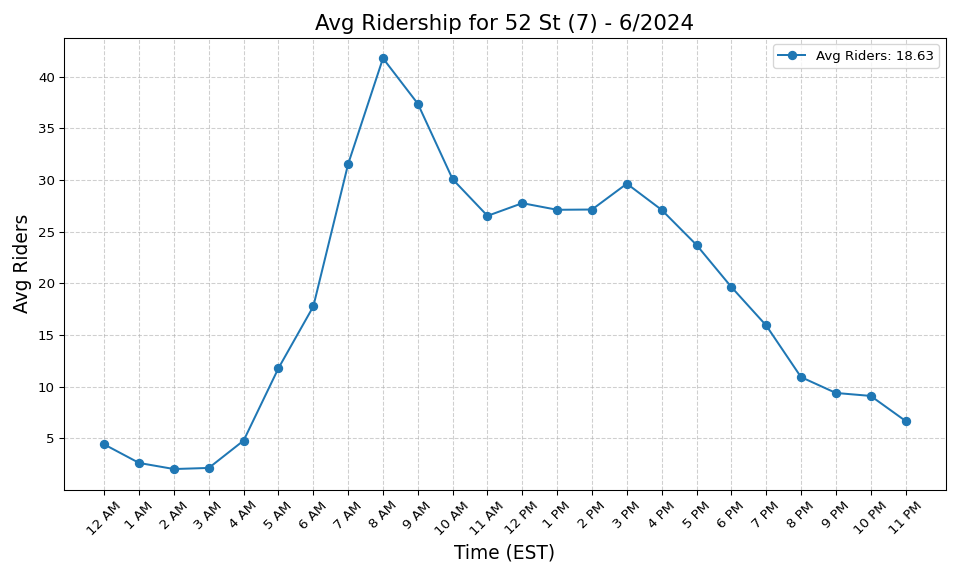 Avg Ridership for 52 St (7) - 6/2024
Avg Riders: 18.63
Avg Riders
40
35
30
25
20
15
10
5
12 AM
1 AM
2 AM
3 AM
4 AM
5 AM
6 AM
7 AM
8 AM
9 AM
10 AM
11 AM
12 PM
1 PM
2 PM
3 PM
4 PM
5 PM
6 PM
7 PM
8 PM
9 PM
10 PM
11 PM
Time (EST)